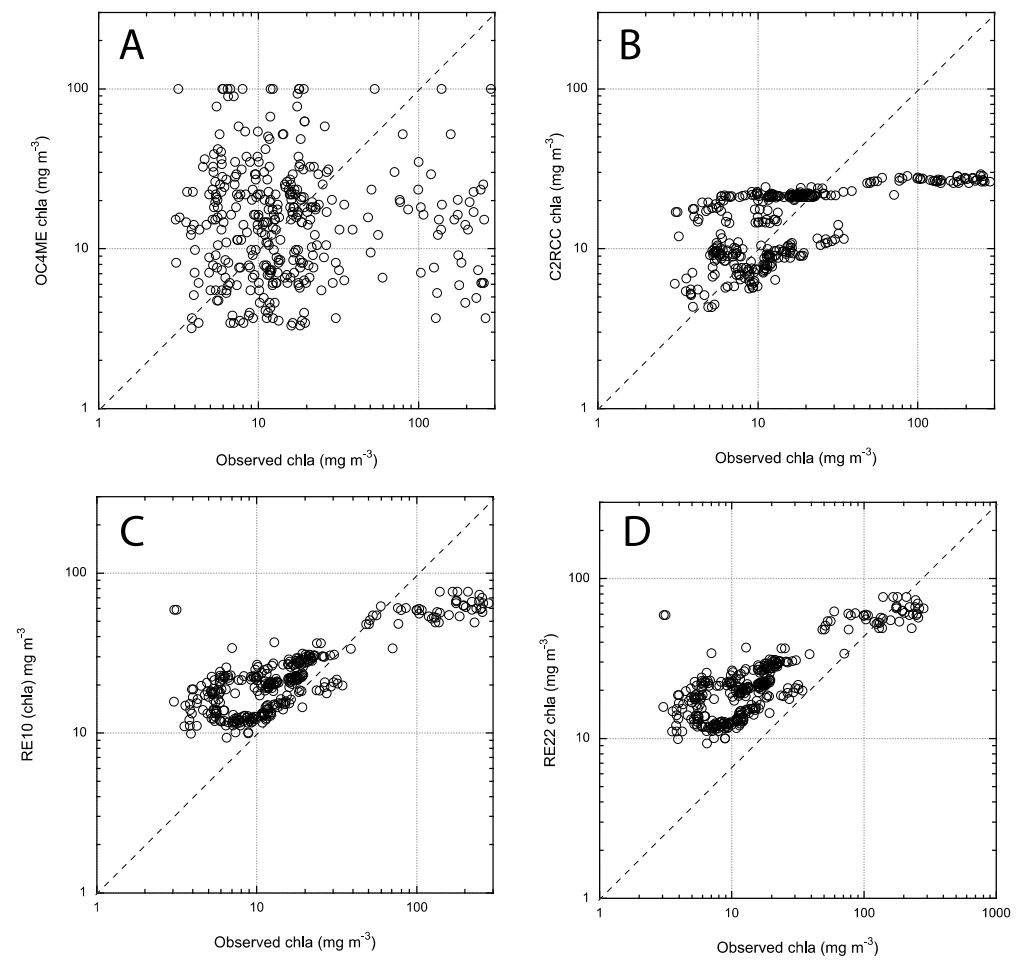 A
100
10
1
OC4ME chla (mg m-3)
1
10
100
Observed chla (mg m-3)
B
100
10
1
C2RCC chla (mg m-3)
1
10
100
Observed chla (mg m-3)
C
100
10
1
RE10 (chla) mg m-3
1
10
100
Observed chla (mg m-3)
D
100
10
1
RE22 chla (mg m-3)
1
10
100
1000
Observed chla (mg m-3)